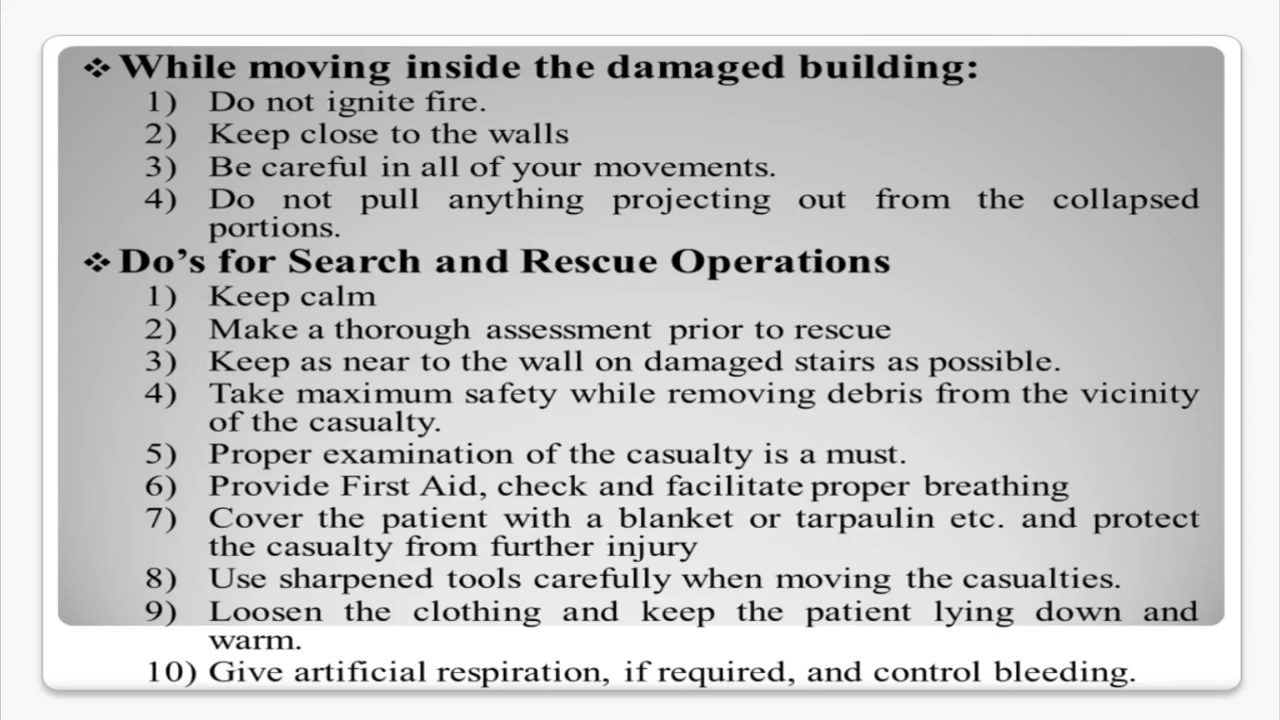 ❖ While moving inside the damaged building:
1) Do not ignite fire.
2) Keep close to the walls
3) Be careful in all of your movements.
4) Do not pull anything projecting out from the collapsed
portions.
❖ Do’s for Search and Rescue Operations
1) Keep calm
2) Make a thorough assessment prior to rescue
3) Keep as near to the wall on damaged stairs as possible.
4) Take maximum safety while removing debris from the vicinity
of the casualty.
5) Proper examination of the casualty is a must.
6) Provide First Aid, check and facilitate proper breathing
7) Cover the patient with a blanket or tarpaulin etc. and protect
the casualty from further injury
8) Use sharpened tools carefully when moving the casualties.
9) Loosen the clothing and keep the patient lying down and
warm.
10) Give artificial respiration, if required, and control bleeding.